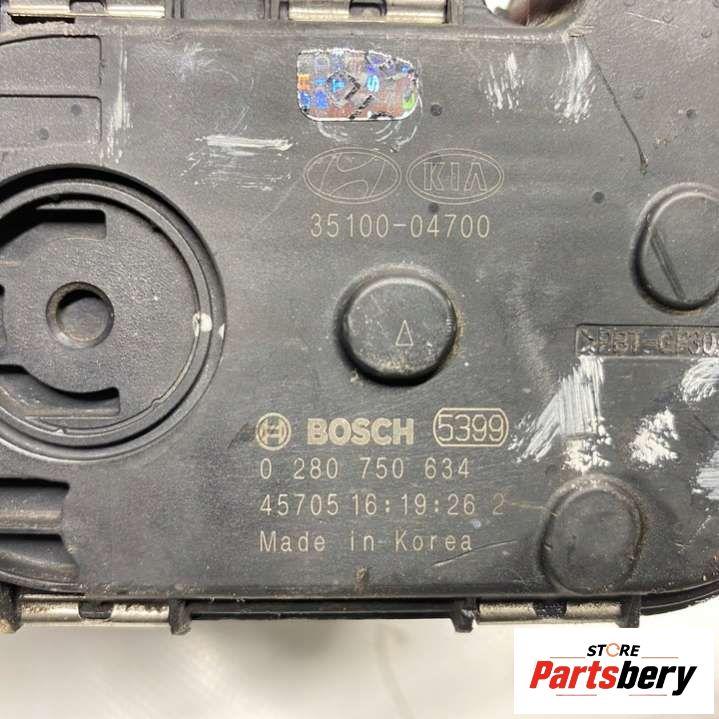 KIA
35100-04700
BOSCH 5399
0 280 750 634
45705 16:19:26 2
Made in Korea
STORE
Partsbery